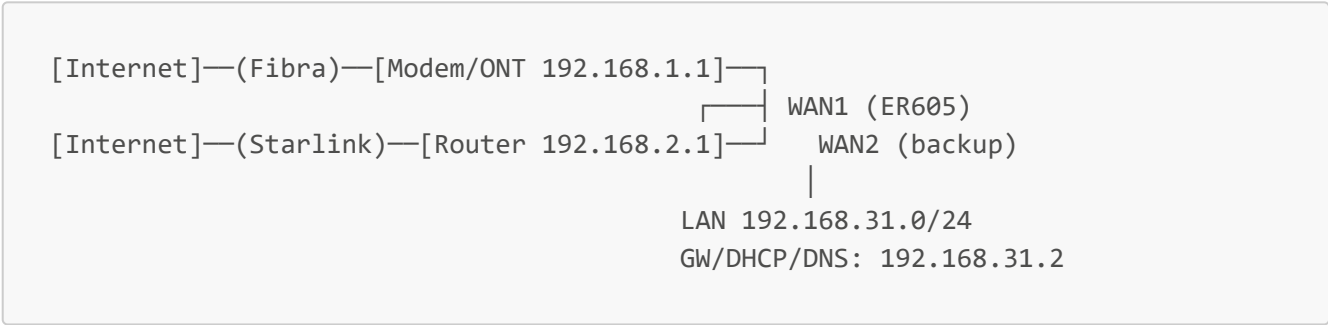 [Internet]──(Fibra)──[Modem/ONT 192.168.1.1]──┐
┌───┤ WAN1 (ER605)
[Internet]──(Starlink)──[Router 192.168.2.1]──┘ WAN2 (backup)
│
LAN 192.168.31.0/24
GW/DHCP/DNS: 192.168.31.2